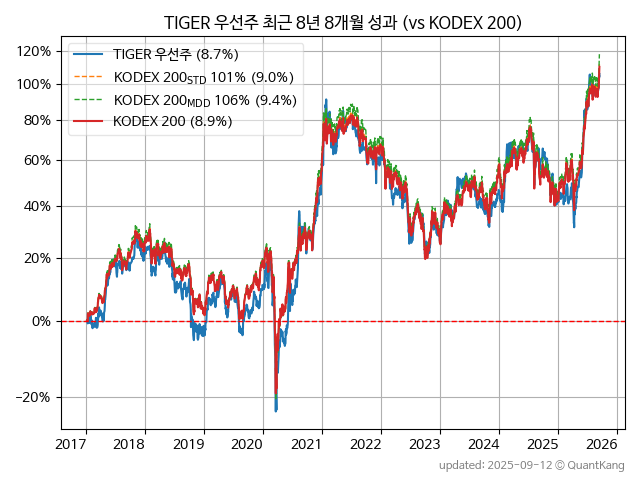 TIGER 우선주 최근 8년 8개월 성과 (vs KODEX 200)
120%
100%
80%
60%
40%
20%
0%
−20%
TIGER 우선주 (8.7%)
KODEX 200STD 101% (9.0%)
KODEX 200MDD 106% (9.4%)
KODEX 200 (8.9%)
2017 2018 2019 2020 2021 2022 2023 2024 2025 2026
updated: 2025-09-12 © QuantKang